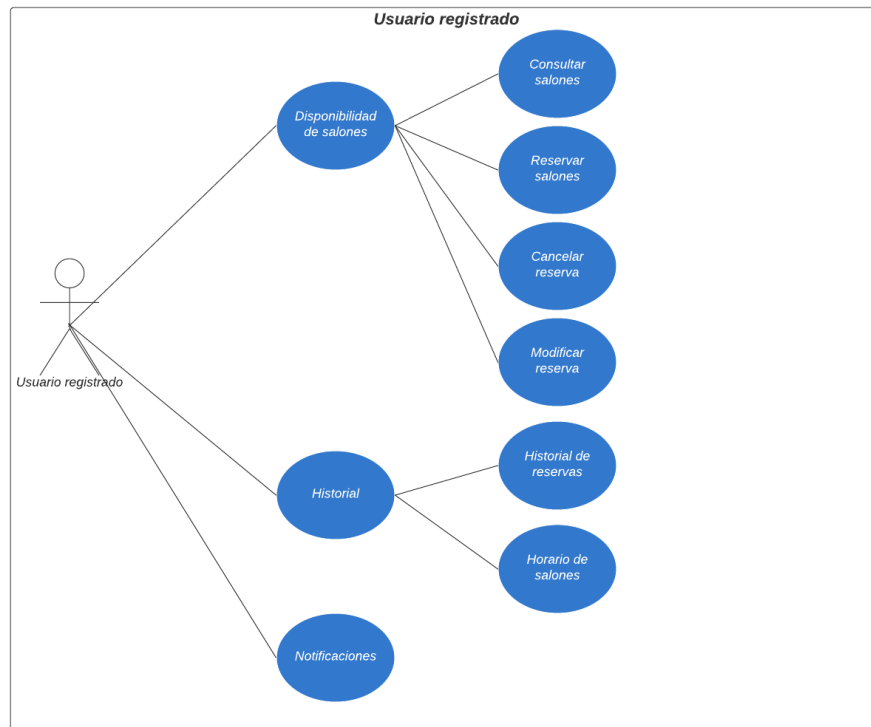 Usuario registrado
Consultar
salones
Disponibilidad
de salones
Reservar
salones
Cancelar
reserva
Modificar
reserva
Usuario registrado
Historial de
reservas
Historial
Horario de
salones
Notificaciones